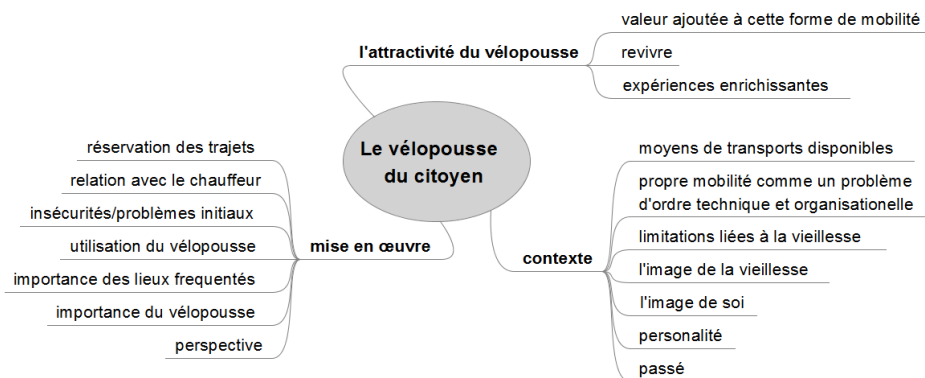 Le vélopousse
du citoyen
l'attractivité du vélopousse
valeur ajoutée à cette forme de mobilité
revivre
expériences enrichissantes
contexte
moyens de transports disponibles
propre mobilité comme un problème
d'ordre technique et organisationelle
limitations liées à la vieillesse
l'image de la vieillesse
l'image de soi
personalité
passé
mise en œuvre
réservation des trajets
relation avec le chauffeur
insécurités/problèmes initiaux
utilisation du vélopousse
importance des lieux frequentés
importance du vélopousse
perspective